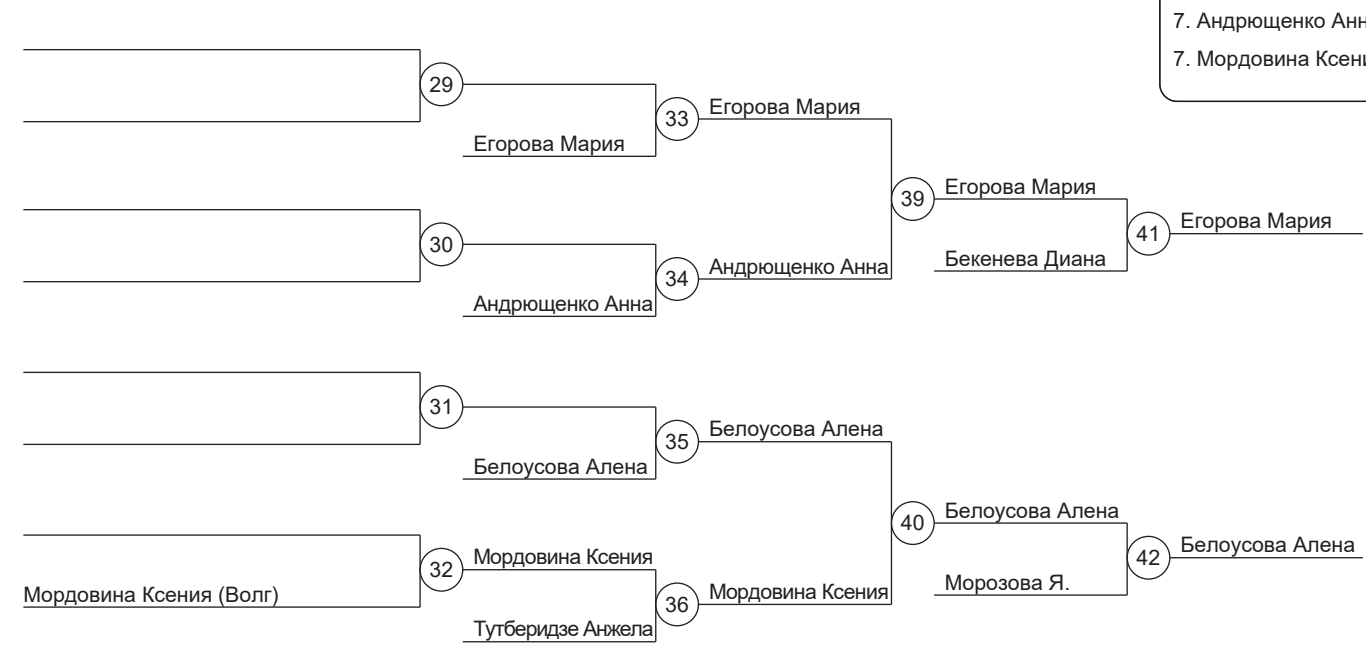 7. Андрющенко Анн
7. Мордовина Ксени
29
33
Егорова Мария
Егорова Мария
39
Егорова Мария
41
Егорова Мария
30
34
Андрющенко Анна
Бекенева Диана
Андрющенко Анна
31
35
Белоусова Алена
Белоусова Алена
40
Белоусова Алена
42
Белоусова Алена
32
Мордовина Ксения
Мордовина Ксения (Волг)
36
Мордовина Ксения
Морозова Я.
Тутберидзе Анжела